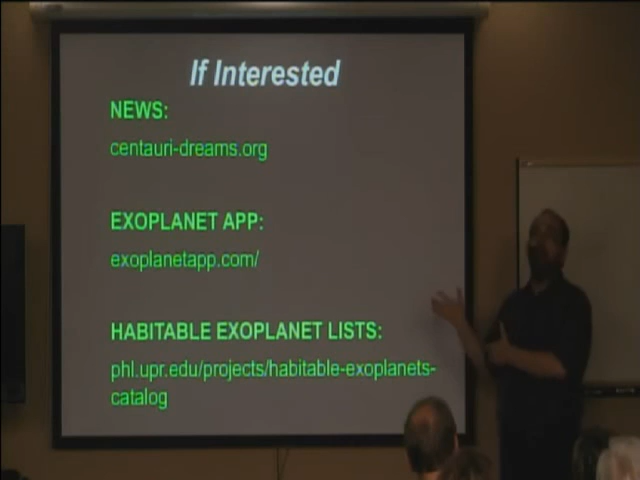 If Interested
NEWS:
centauri-dreams.org
EXOPLANET APP:
exoplanetapp.com/
HABITABLE EXOPLANET LISTS:
phl.upr.edu/projects/habitable-exoplanets-
catalog